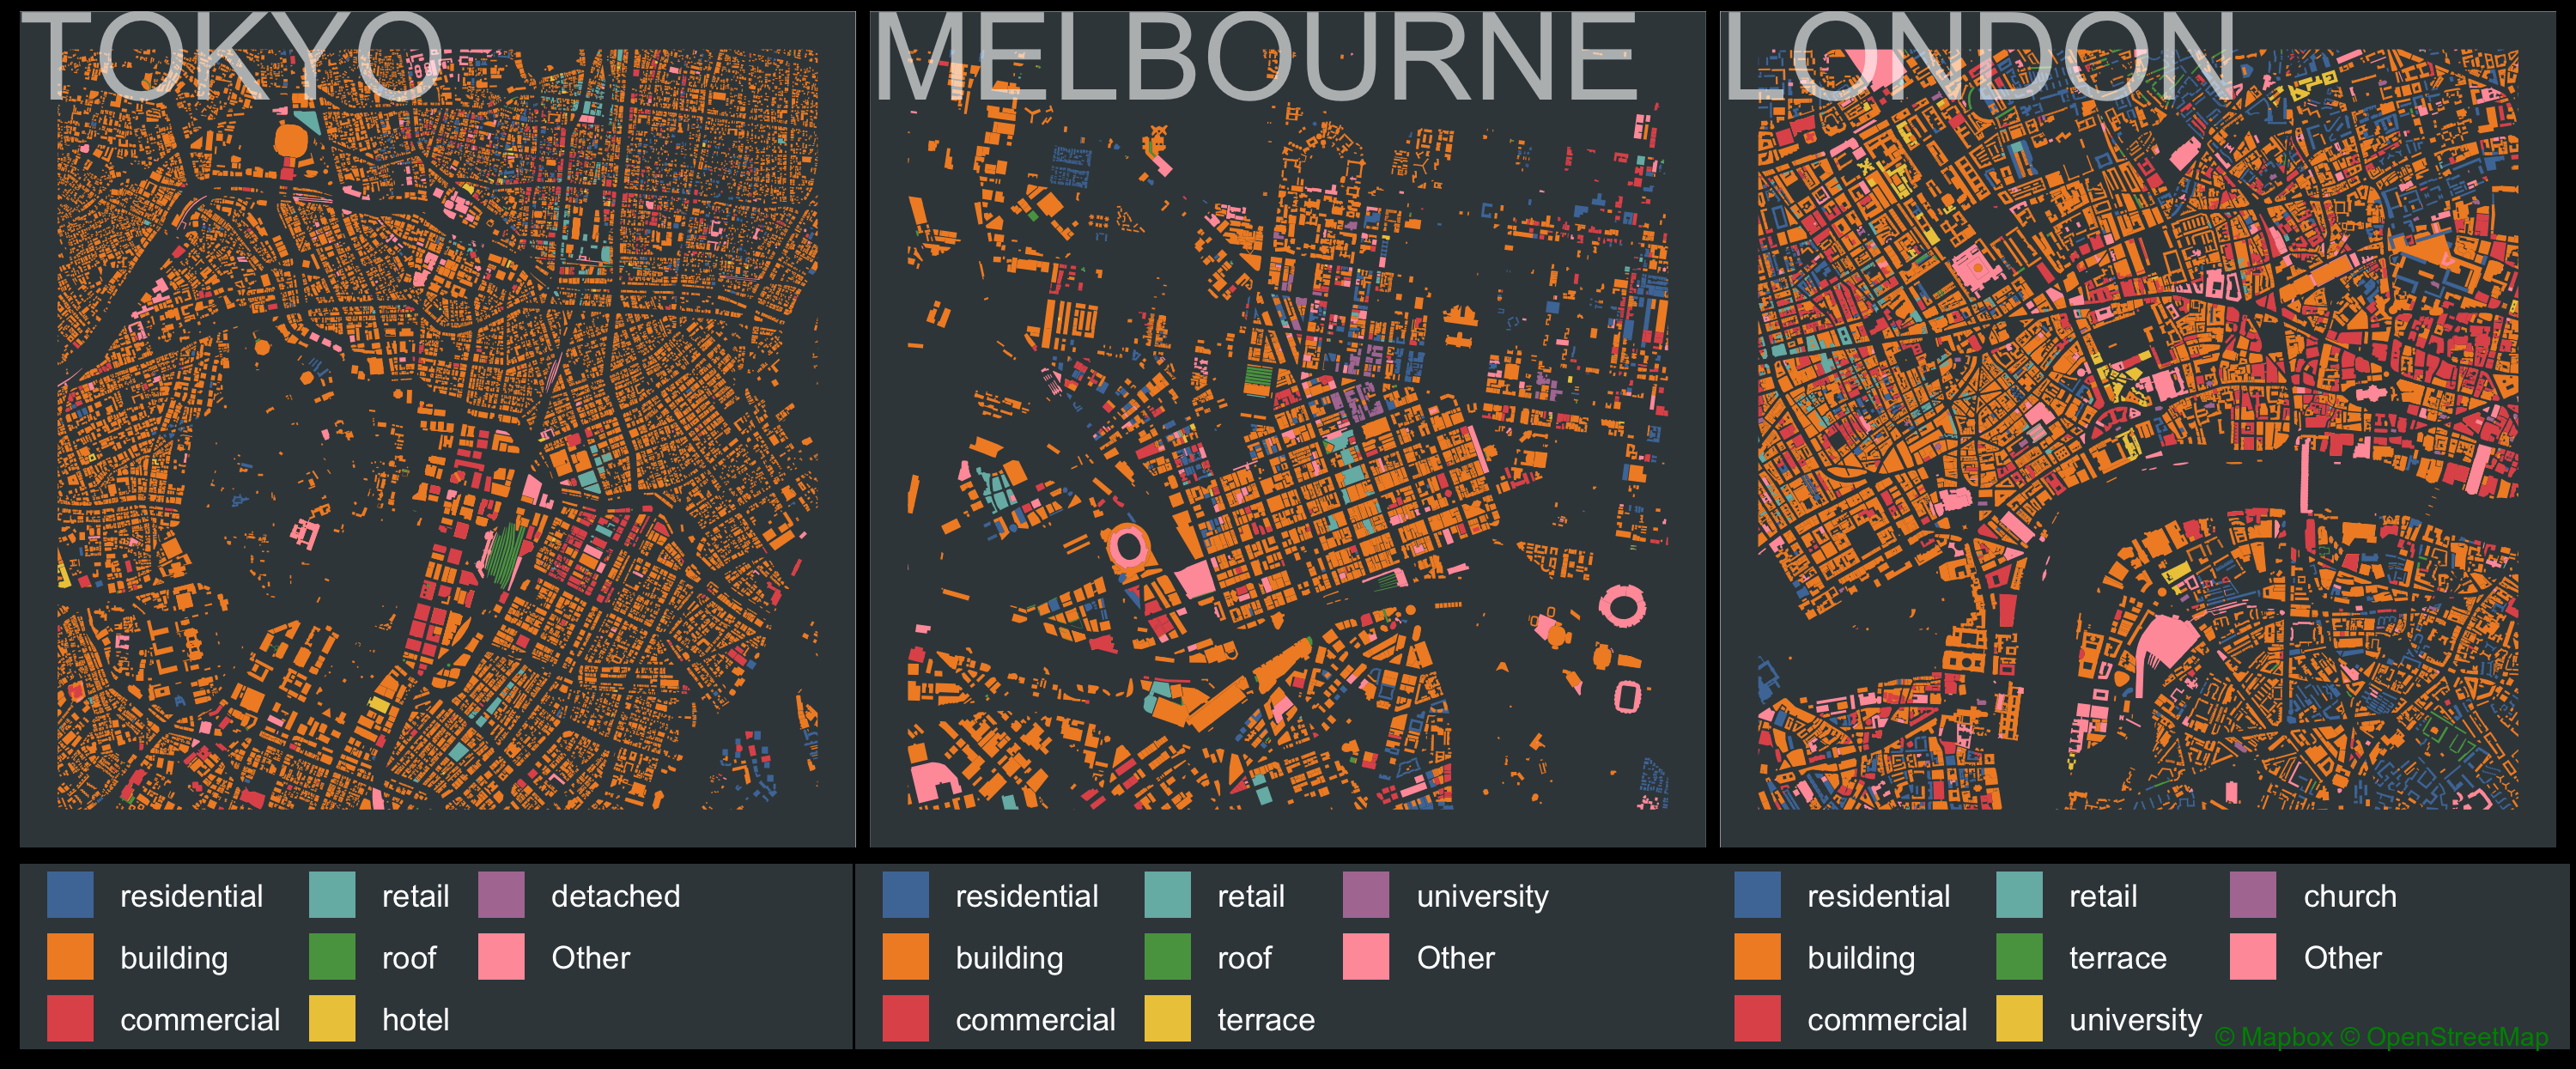 TOKYO
MELBOURNE
LONDON
residential
retail
detached
building
roof
Other
commercial
hotel
residential
retail
university
building
roof
Other
commercial
terrace
residential
retail
church
building
terrace
Other
commercial
university
© Mapbox © OpenStreetMap